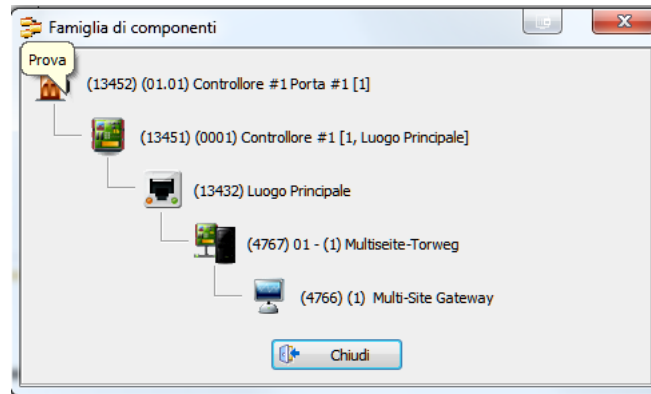 Famiglia di componenti
Prova
(13452) (01.01) Controllore #1 Porta #1 [1]
(13451) (0001) Controllore #1 [1, Luogo Principale]
(13432) Luogo Principale
(4767) 01 - (1) Multiseite-Torweg
(4766) (1) Multi-Site Gateway
Chiudi